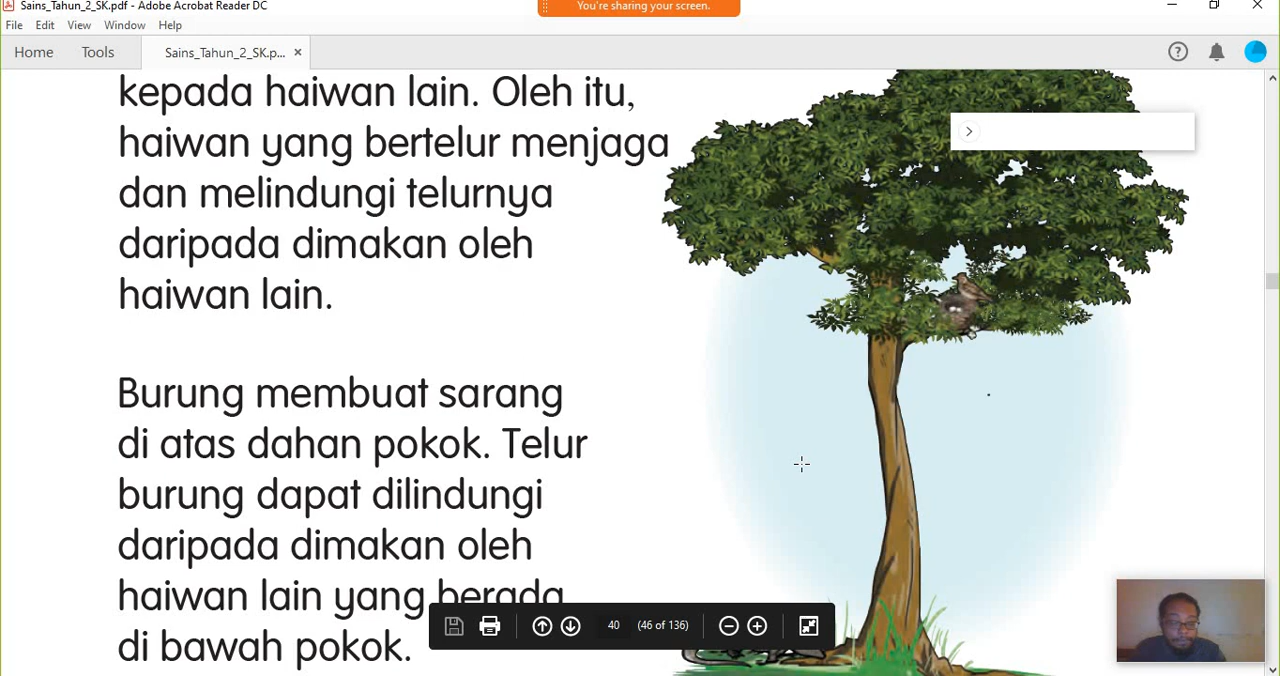 Sains_Tahun_2_SK.pdf - Adobe Acrobat Reader DC
You're sharing your screen.
File Edit View Window Help
Home Tools Sains_Tahun_2_SK.p... ×
kepada haiwan lain. Oleh itu,
haiwan yang bertelur menjaga
dan melindungi telurnya
daripada dimakan oleh
haiwan lain.
Burung membuat sarang
di atas dahan pokok. Telur
burung dapat dilindungi
daripada dimakan oleh
haiwan lain yang berada
di bawah pokok.
40 (46 of 136)